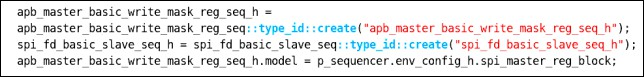 apb_master_basic_write_mask_reg_seq_h =
apb_master_basic_write_mask_reg_seq::type_id::create("apb_master_basic_write_mask_reg_seq_h");
spi_fd_basic_slave_seq_h = spi_fd_basic_slave_seq::type_id::create("spi_fd_basic_slave_seq_h");
apb_master_basic_write_mask_reg_seq_h.model = p_sequencer.env_config_h.spi_master_reg_block;